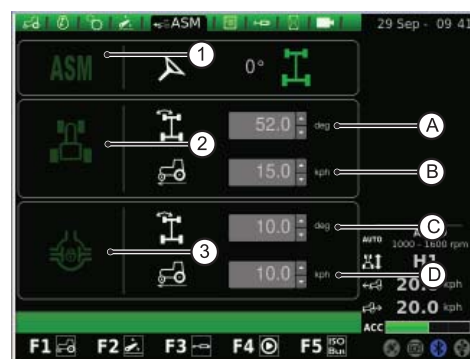 ASM
29 Sep - 09 41
ASM
1
0°
2
52.0 deg
A
15.0 kph
B
3
10.0 deg
C
10.0 kph
D
AUTO
1000 - 1600 rpm
H1
20.0 kph
20.0 kph
ACC
F1
F2
F3
F4
F5 ISO Bus